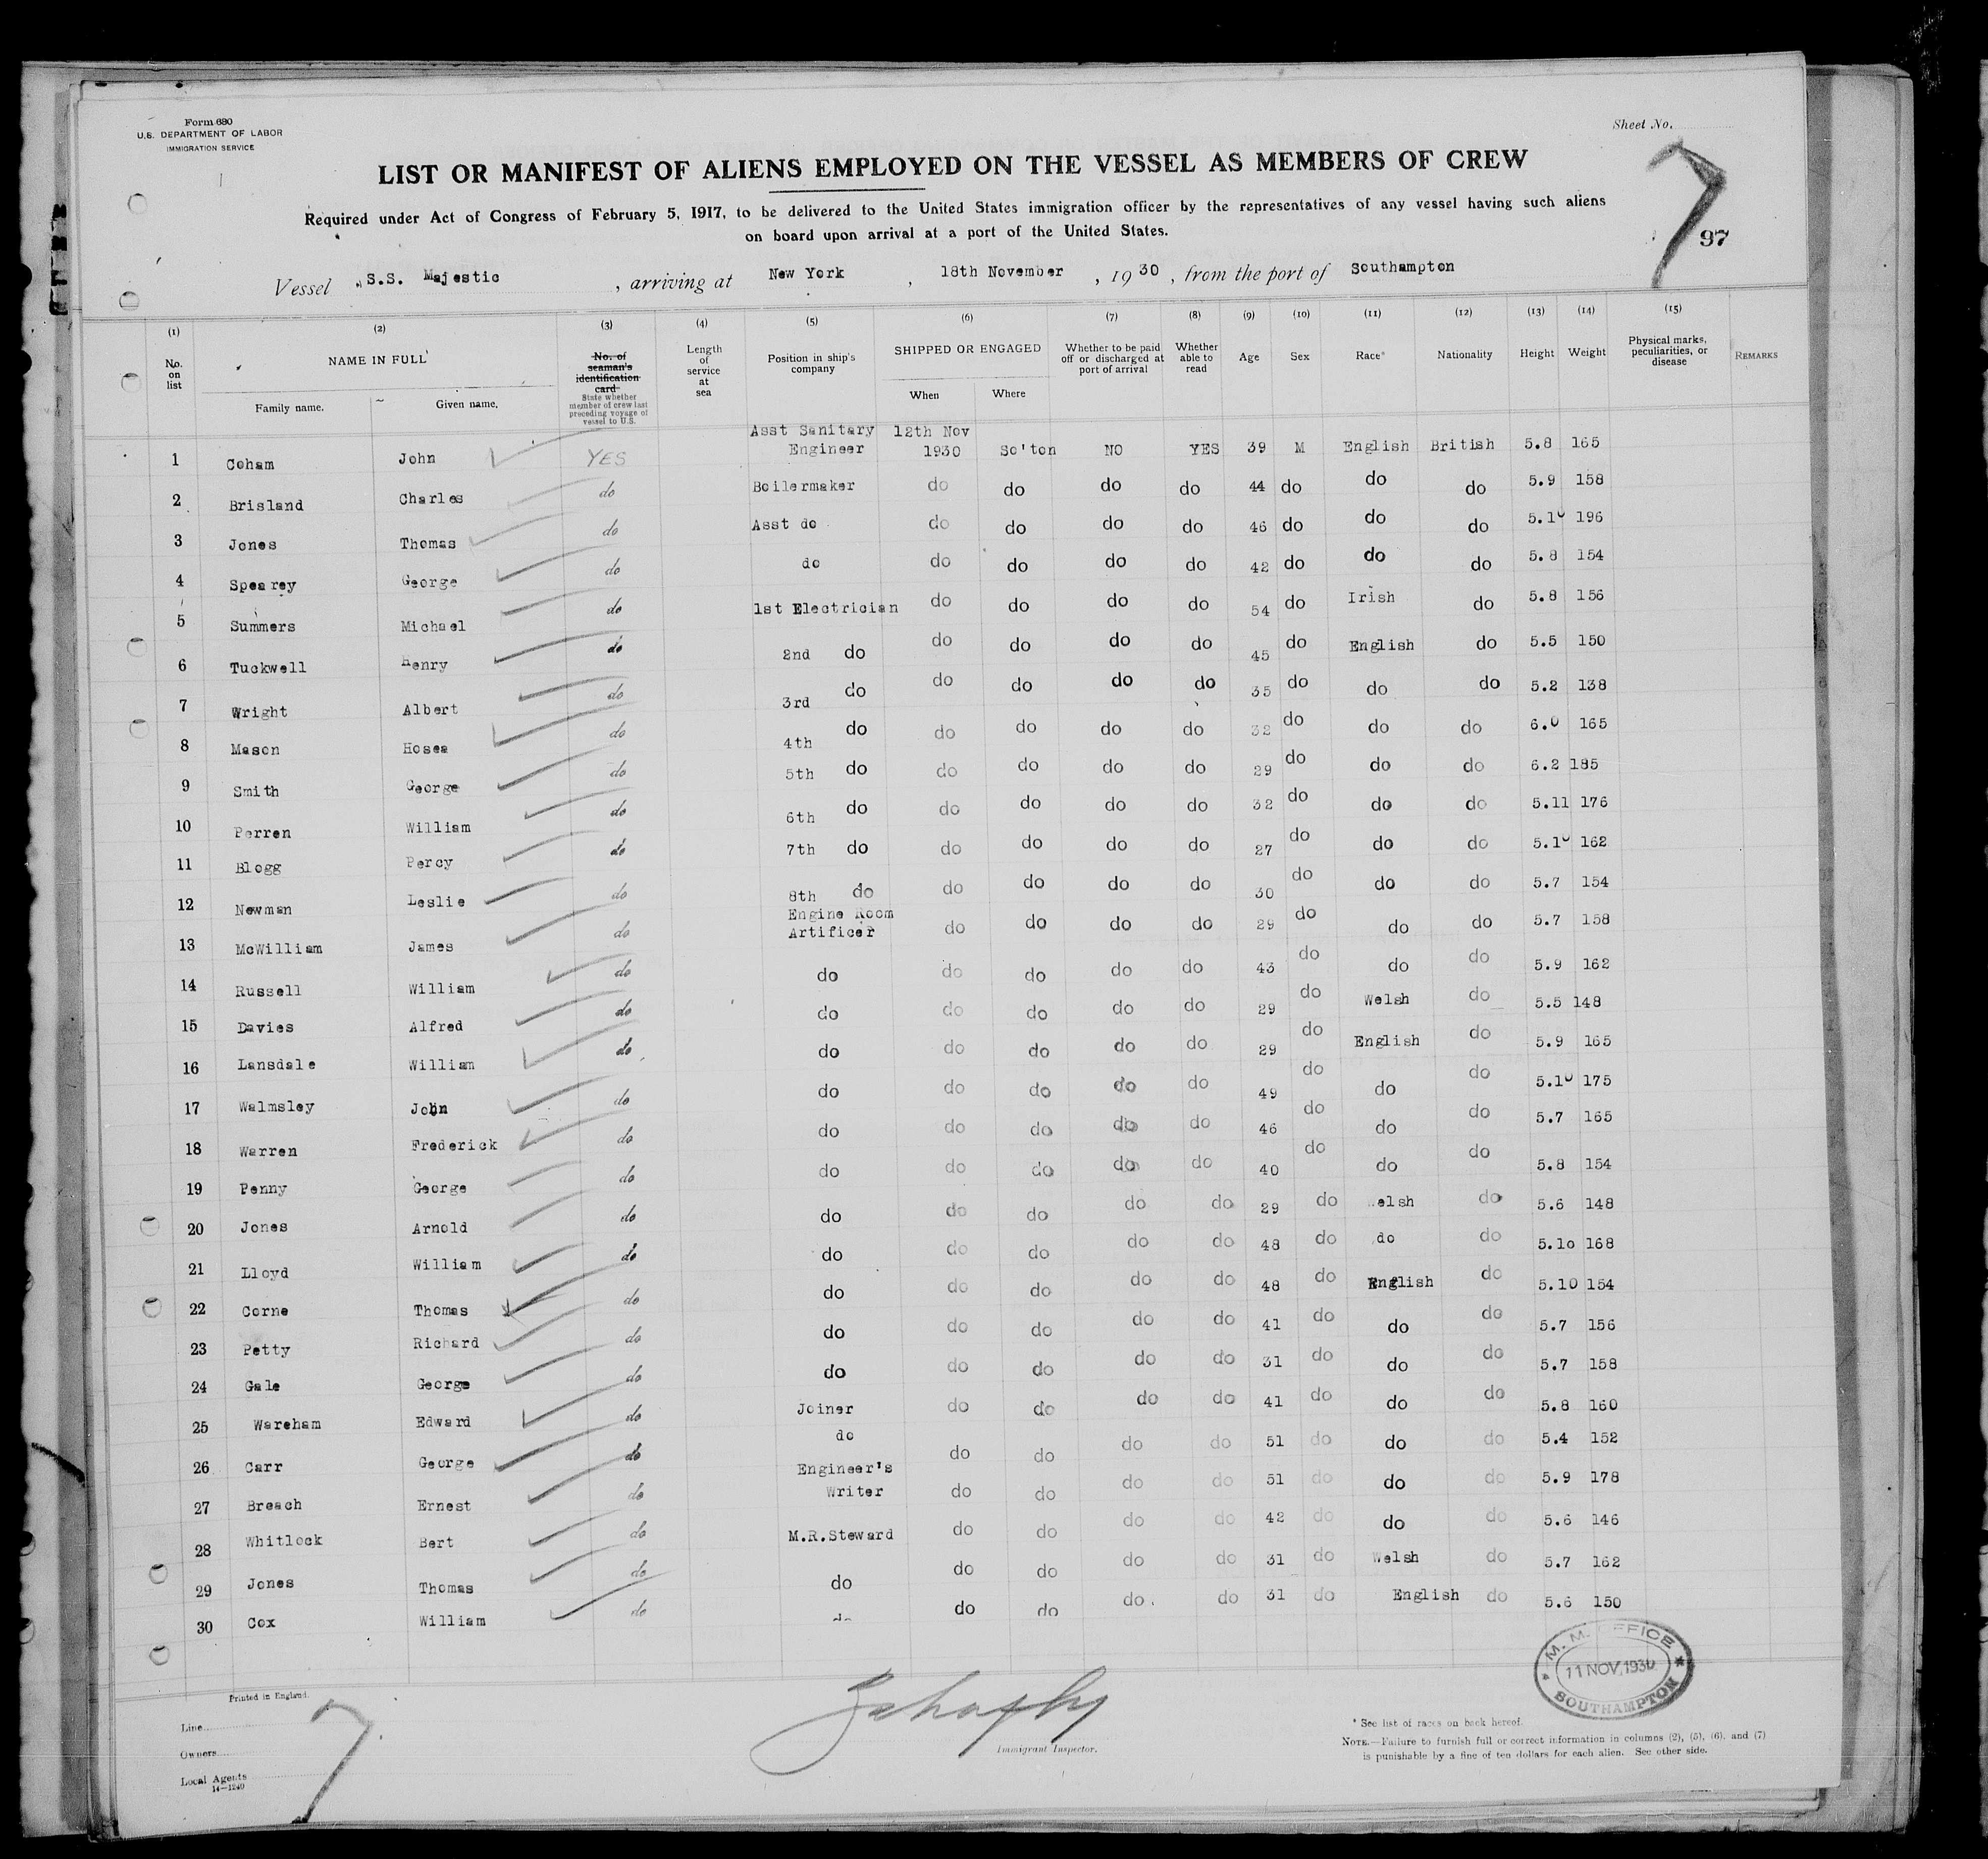 Form 680
U.S. DEPARTMENT OF LABOR
IMMIGRATION SERVICE
Sheet No.
7
97
LIST OR MANIFEST OF ALIENS EMPLOYED ON THE VESSEL AS MEMBERS OF CREW
Required under Act of Congress of February 5, 1917, to be delivered to the United States immigration officer by the representatives of any vessel having such aliens
on board upon arrival at a port of the United States.
Vessel S.S. Majestic , arriving at New York , 18th November , 1930 , from the port of Southampton
(1) (2) (3) (4) (5) (6) (7) (8) (9) (10) (11) (12) (13) (14) (15)
No. on list NAME IN FULL Family name. Given name. No. of seaman's identification card State whether member of crew last preceding voyage of vessel to U.S. Length of service at sea Position in ship's company SHIPPED OR ENGAGED When Where Whether to be paid off or discharged at port of arrival Whether able to read Age Sex Race* Nationality Height Weight Physical marks, peculiarities, or disease REMARKS
1 Coham John YES Asst Sanitary Engineer 12th Nov 1930 So'ton NO YES 39 M English British 5.8 165
2 Brisland Charles do Boilermaker do do do do 44 do do do 5.9 158
3 Jones Thomas do Asst do do do do do 46 do do do 5.10 196
4 Spearey George do do do do do do 42 do do do 5.8 154
5 Summers Michael do 1st Electrician do do do do 54 do Irish do 5.8 156
6 Tuckwell Henry do 2nd do do do do do 45 do English do 5.5 150
7 Wright Albert do 3rd do do do do do 35 do do do 5.2 138
8 Mason Hosea do 4th do do do do do 32 do do do 6.0 165
9 Smith George do 5th do do do do do 29 do do do 6.2 185
10 Perren William do 6th do do do do do 32 do do do 5.11 176
11 Blogg Percy do 7th do do do do do 27 do do do 5.10 162
12 Newman Leslie do 8th do do do do do 30 do do do 5.7 154
13 McWilliam James do Engine Room Artificer do do do do 29 do do do 5.7 158
14 Russell William do do do do do do 43 do do do 5.9 162
15 Davies Alfred do do do do do do 29 do Welsh do 5.5 148
16 Lansdale William do do do do do do 29 do English do 5.9 165
17 Walmsley John do do do do do do 49 do do do 5.10 175
18 Warren Frederick do do do do do do 46 do do do 5.7 165
19 Penny George do do do do do do 40 do do do 5.8 154
20 Jones Arnold do do do do do do 29 do Welsh do 5.6 148
21 Lloyd William do do do do do do 48 do do do 5.10 168
22 Corne Thomas do do do do do do 48 do English do 5.10 154
23 Petty Richard do do do do do do 41 do do do 5.7 156
24 Gale George do do do do do do 31 do do do 5.7 158
25 Wareham Edward do Joiner do do do do 41 do do do 5.8 160
26 Carr George do do do do do do 51 do do do 5.4 152
27 Breach Ernest do Engineer's Writer do do do do 51 do do do 5.9 178
28 Whitlock Bert do M.R.Steward do do do do 42 do do do 5.6 146
29 Jones Thomas do do do do do do 31 do Welsh do 5.7 162
30 Cox William do do do do do do 31 do English do 5.6 150
M. M. OFFICE
11 NOV 1930
SOUTHAMPTON
Printed in England.
Line
Owners
Local Agents
14—1240
7.
Immigrant Inspector.
* See list of races on back hereof.
NOTE.—Failure to furnish full or correct information in columns (2), (5), (6), and (7)
is punishable by a fine of ten dollars for each alien. See other side.